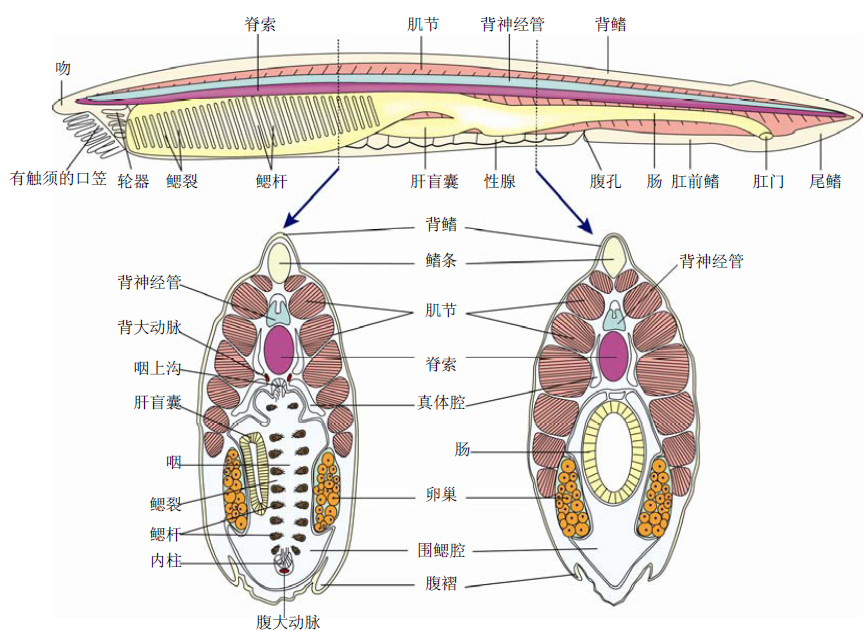 脊索
肌节
背神经管
背鳍
吻
有触须的口笠
轮器
鳃裂
鳃杆
肝盲囊
性腺
腹孔
肠
肛前鳍
肛门
尾鳍
背鳍
鳍条
背神经管
背神经管
肌节
背大动脉
脊索
咽上沟
肝盲囊
真体腔
肠
咽
卵巢
鳃裂
鳃杆
围鳃腔
内柱
腹褶
腹大动脉